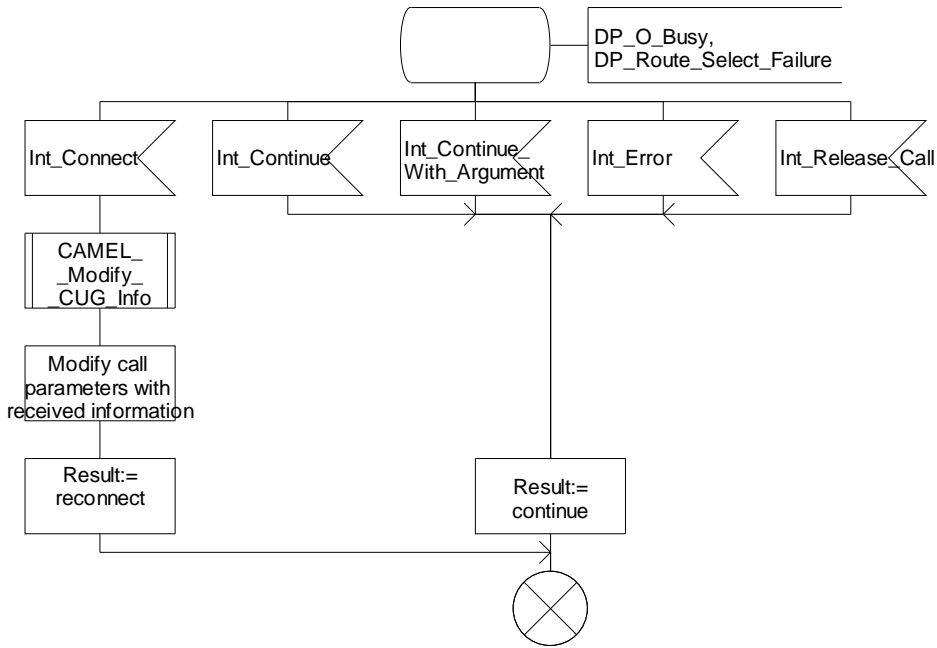 DP_O_Busy,
DP_Route_Select_Failure
Int_Connect
Int_Continue
Int_Continue_
With_Argument
Int_Error
Int_Release_Call
CAMEL_
_Modify_
_CUG_Info
Modify call
parameters with
received information
Result:=
reconnect
Result:=
continue